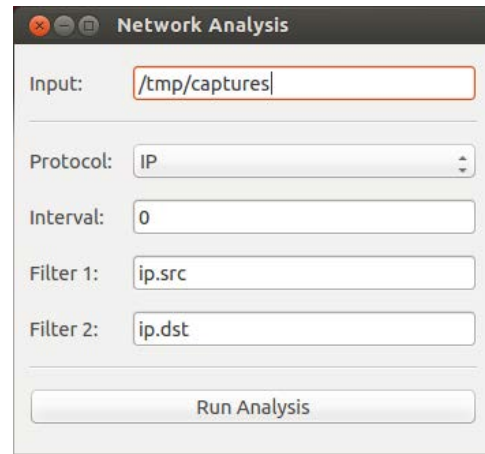 Network Analysis
Input: /tmp/captures
Protocol: IP
Interval: 0
Filter 1: ip.src
Filter 2: ip.dst
Run Analysis